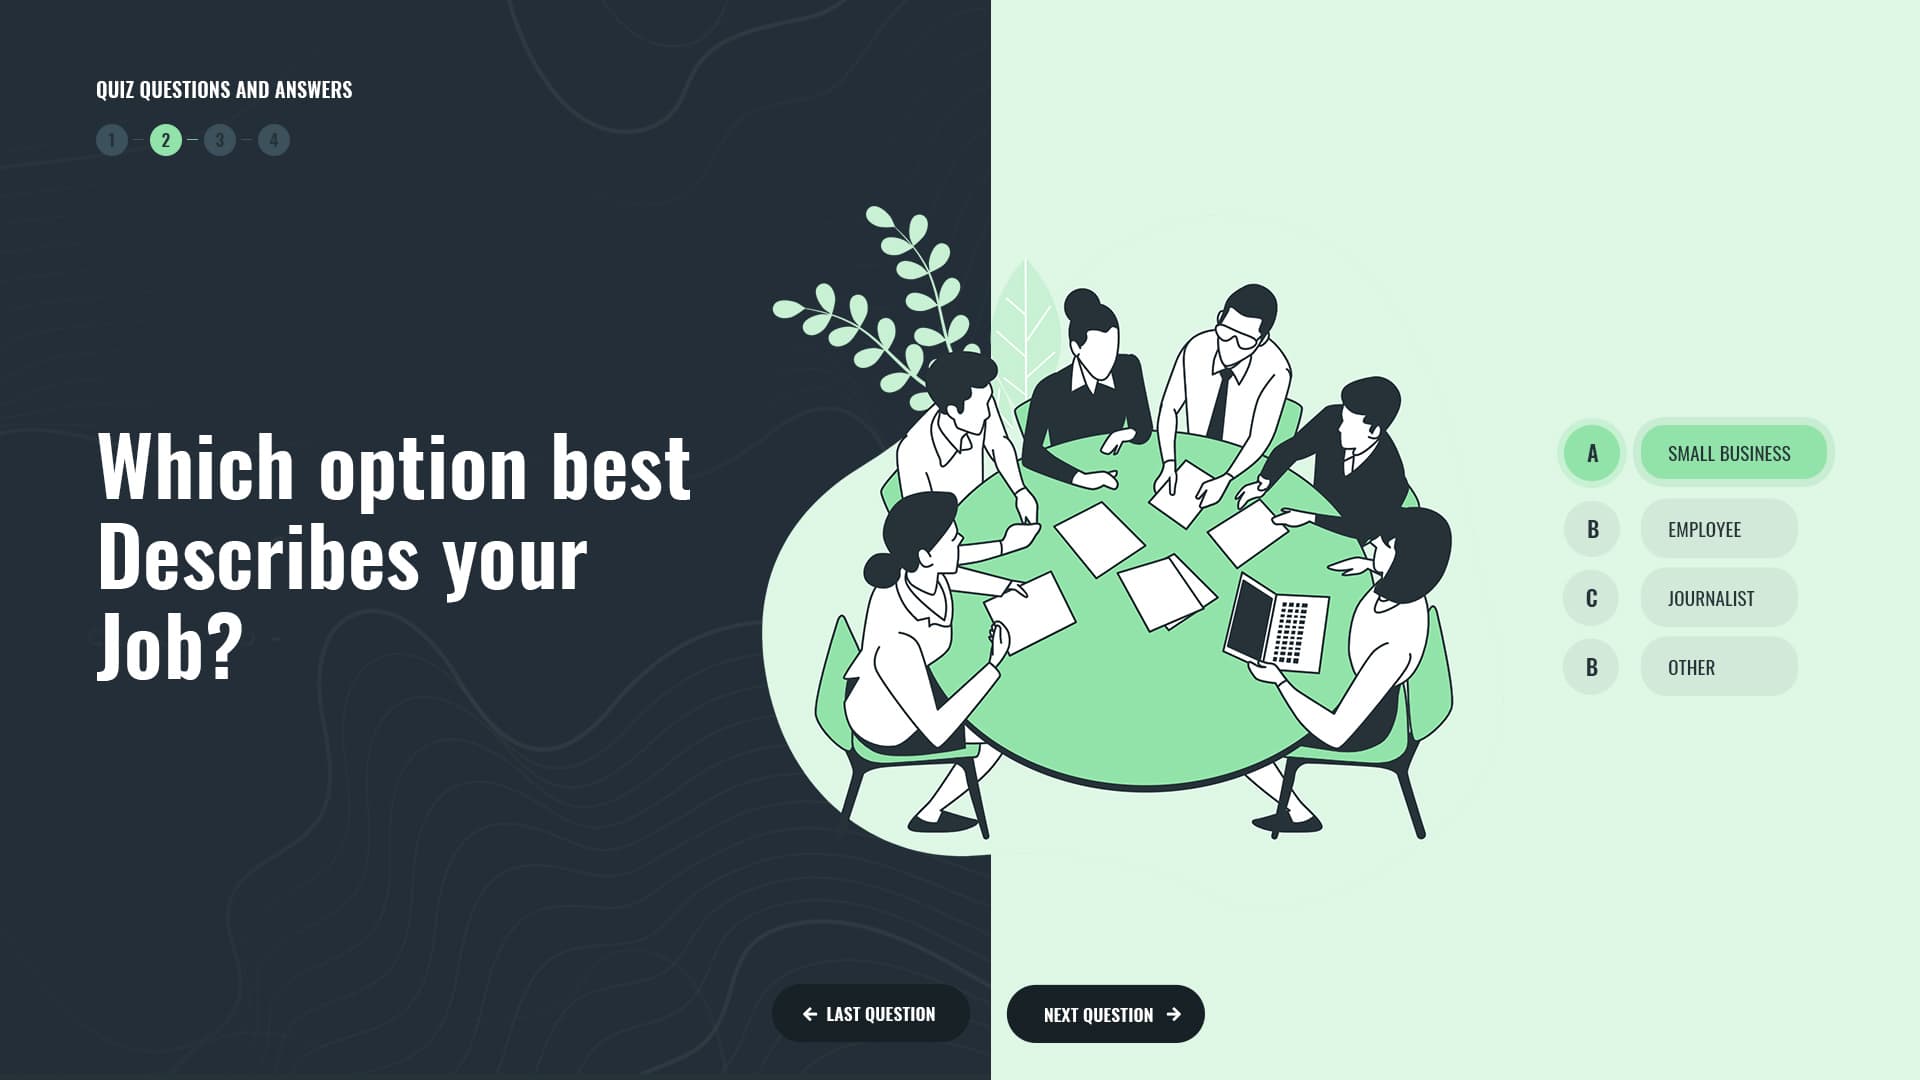 QUIZ QUESTIONS AND ANSWERS
1 2 3 4
Which option best
Describes your
Job?
A SMALL BUSINESS
B EMPLOYEE
C JOURNALIST
B OTHER
LAST QUESTION
NEXT QUESTION